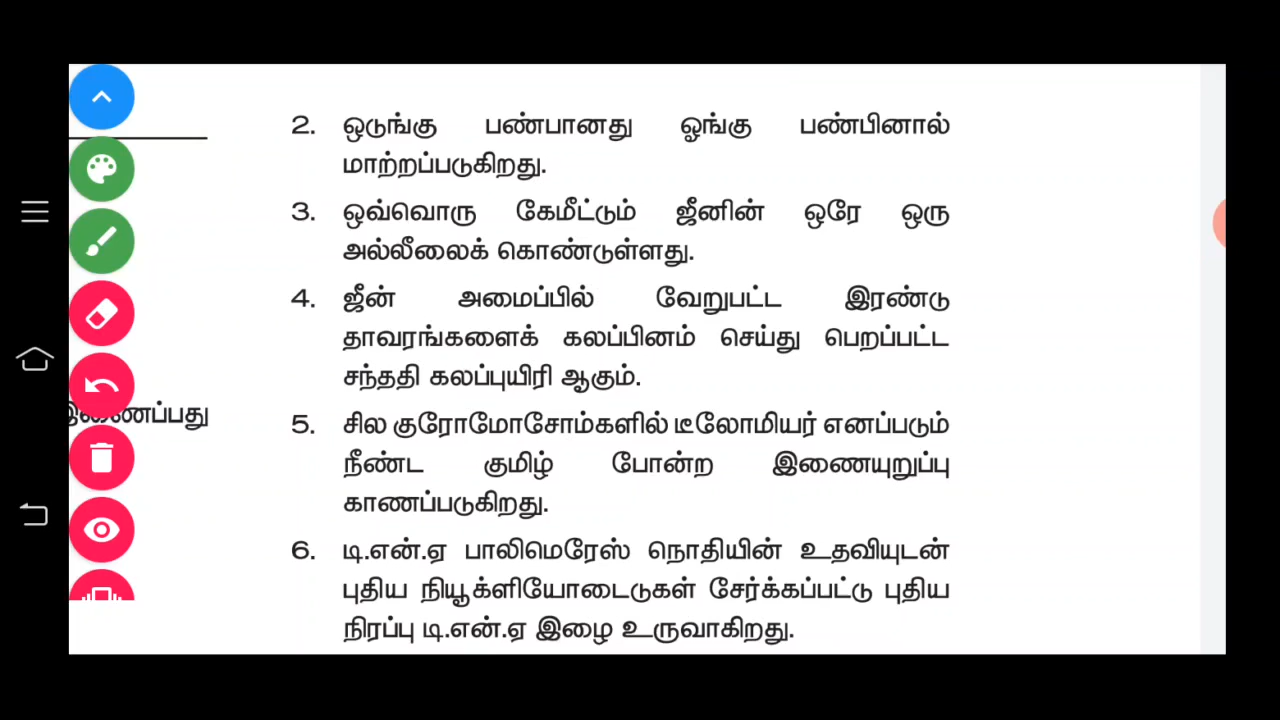 2. ஒடுங்கு பண்பானது ஓங்கு பண்பினால்
மாற்றப்படுகிறது.
3. ஒவ்வொரு கேமீட்டும் ஜீனின் ஒரே ஒரு
அல்லீலைக் கொண்டுள்ளது.
4. ஜீன் அமைப்பில் வேறுபட்ட இரண்டு
தாவரங்களைக் கலப்பினம் செய்து பெறப்பட்ட
சந்ததி கலப்புயிரி ஆகும்.
இணைப்பது
5. சில குரோமோசோம்களில் டீலோமியர் எனப்படும்
நீண்ட குமிழ் போன்ற இணையுறுப்பு
காணப்படுகிறது.
6. டி.என்.ஏ பாலிமெரேஸ் நொதியின் உதவியுடன்
புதிய நியூக்ளியோடைடுகள் சேர்க்கப்பட்டு புதிய
நிரப்பு டி.என்.ஏ இழை உருவாகிறது.